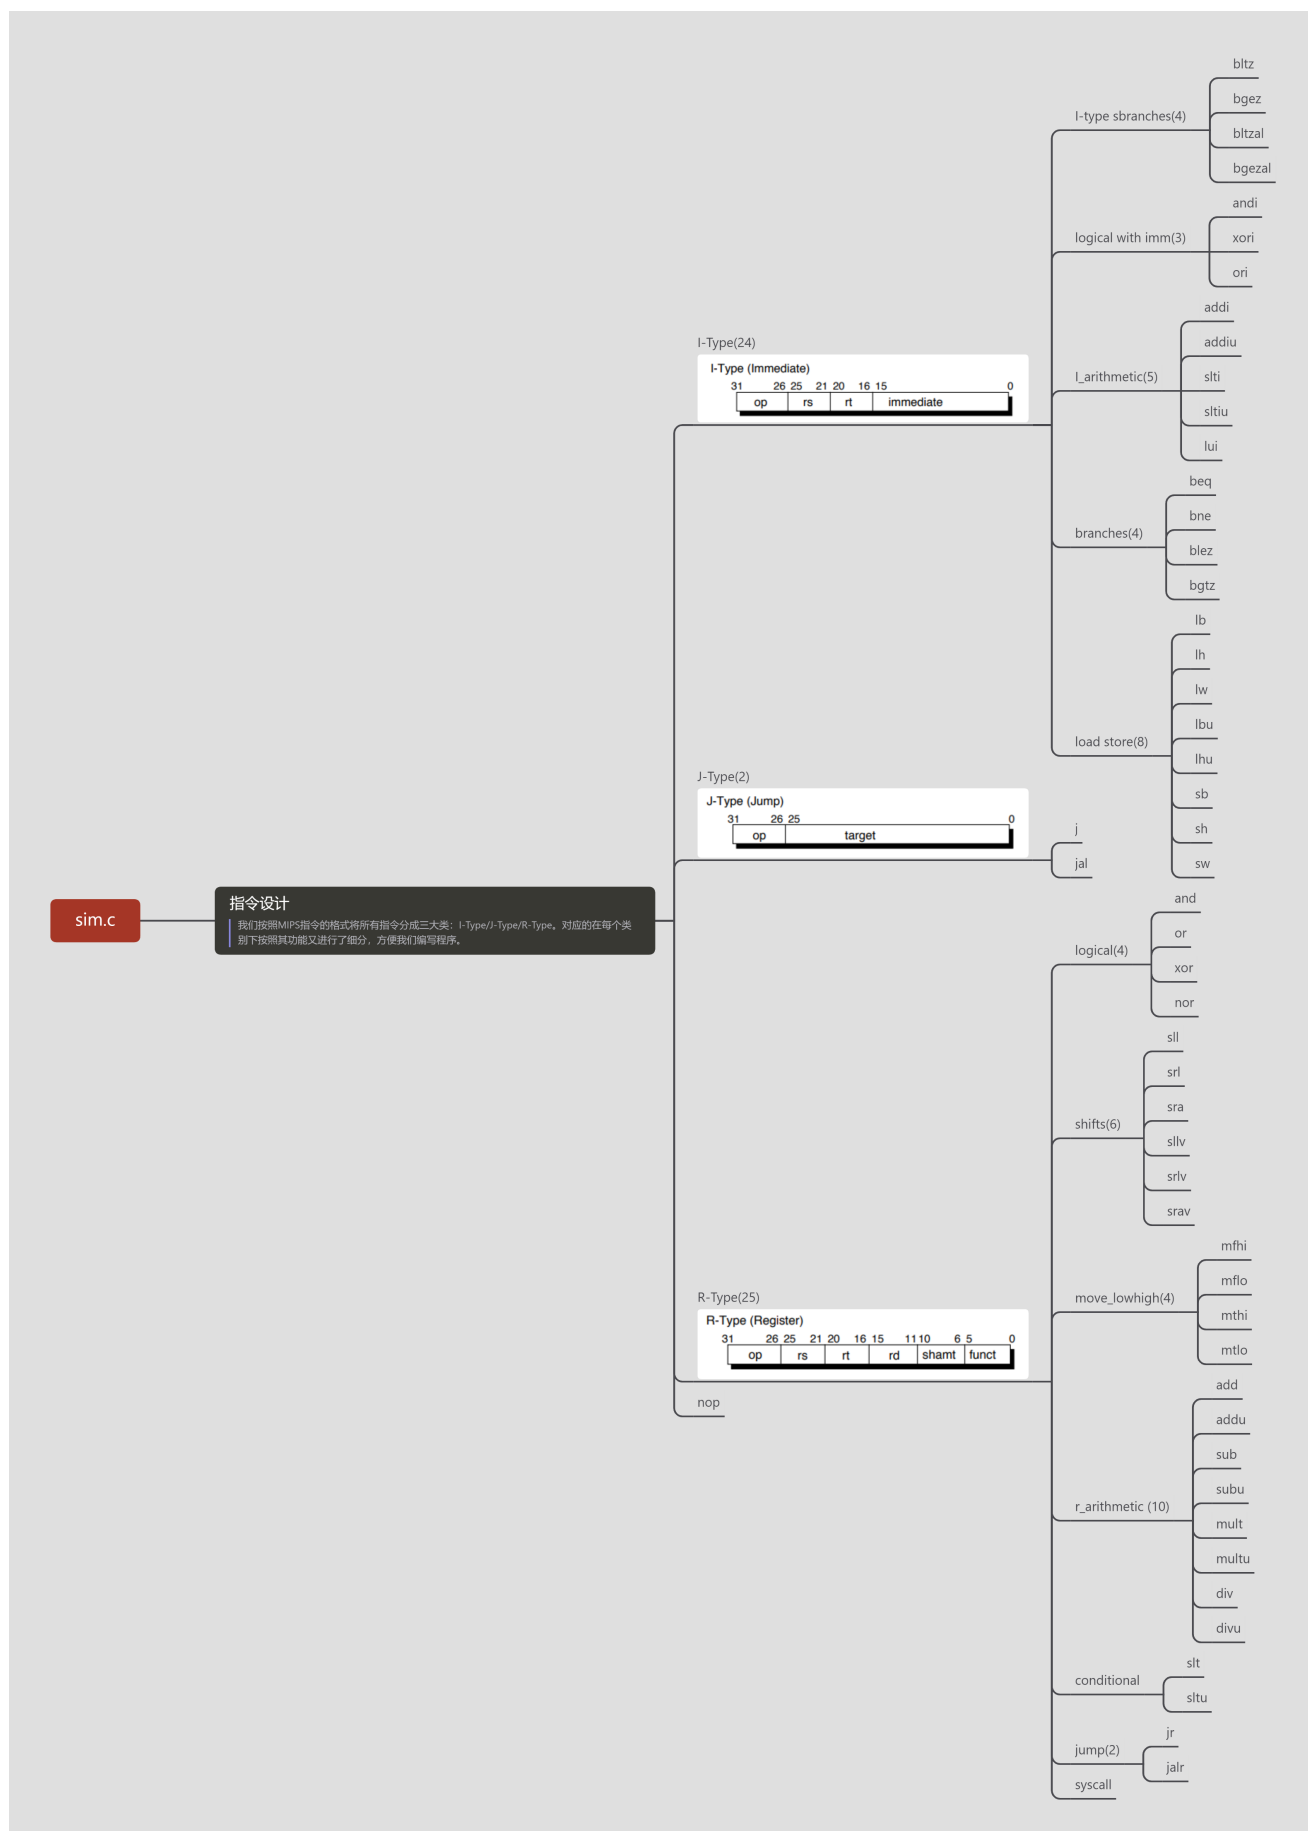 sim.c
指令设计
我们按照MIPS指令的格式将所有指令分成三大类：I-Type/J-Type/R-Type。对应的在每个类
别下按照其功能又进行了细分，方便我们编写程序。
I-Type(24)
I-Type (Immediate)
31 26 25 21 20 16 15 0
op rs rt immediate
I-type sbranches(4)
bltz
bgez
bltzal
bgezal
logical with imm(3)
andi
xori
ori
I_arithmetic(5)
addi
addiu
slti
sltiu
lui
branches(4)
beq
bne
blez
bgtz
load store(8)
lb
lh
lw
lbu
lhu
sb
sh
sw
J-Type(2)
J-Type (Jump)
31 26 25 0
op target
j
jal
R-Type(25)
R-Type (Register)
31 26 25 21 20 16 15 11 10 6 5 0
op rs rt rd shamt funct
logical(4)
and
or
xor
nor
shifts(6)
sll
srl
sra
sllv
srlv
srav
move_lowhigh(4)
mfhi
mflo
mthi
mtlo
r_arithmetic (10)
add
addu
sub
subu
mult
multu
div
divu
conditional
slt
sltu
jump(2)
jr
jalr
syscall
nop